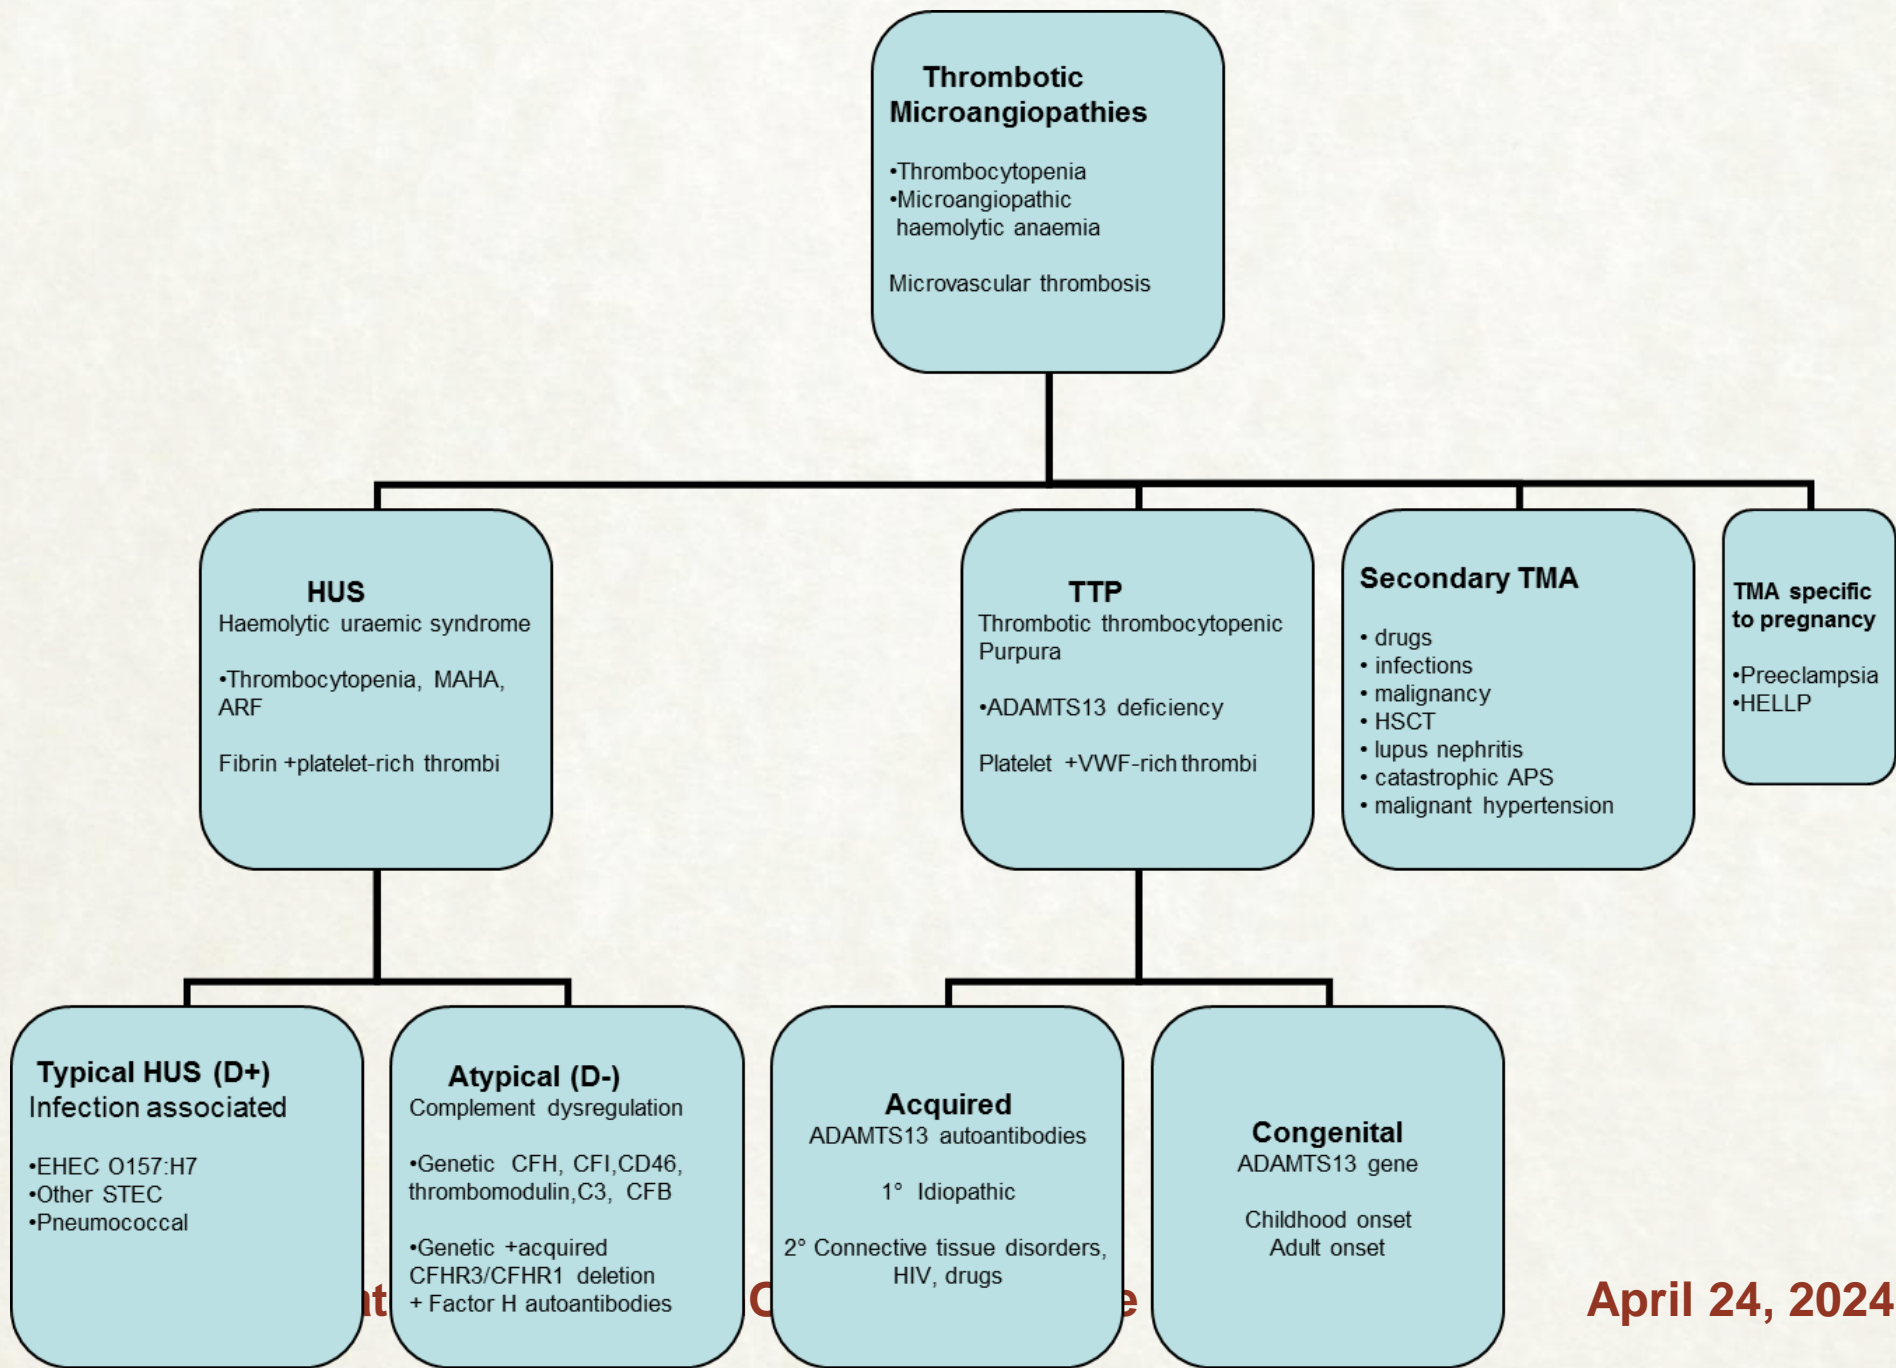 Thrombotic
Microangiopathies
•Thrombocytopenia
•Microangiopathic
haemolytic anaemia
Microvascular thrombosis
HUS
Haemolytic uraemic syndrome
•Thrombocytopenia, MAHA,
ARF
Fibrin +platelet-rich thrombi
TTP
Thrombotic thrombocytopenic
Purpura
•ADAMTS13 deficiency
Platelet +VWF-rich thrombi
Secondary TMA
• drugs
• infections
• malignancy
• HSCT
• lupus nephritis
• catastrophic APS
• malignant hypertension
TMA specific
to pregnancy
•Preeclampsia
•HELLP
Typical HUS (D+)
Infection associated
•EHEC O157:H7
•Other STEC
•Pneumococcal
Atypical (D-)
Complement dysregulation
•Genetic CFH, CFI,CD46,
thrombomodulin,C3, CFB
•Genetic +acquired
CFHR3/CFHR1 deletion
+ Factor H autoantibodies
Acquired
ADAMTS13 autoantibodies
1° Idiopathic
2° Connective tissue disorders,
HIV, drugs
Congenital
ADAMTS13 gene
Childhood onset
Adult onset
April 24, 2024